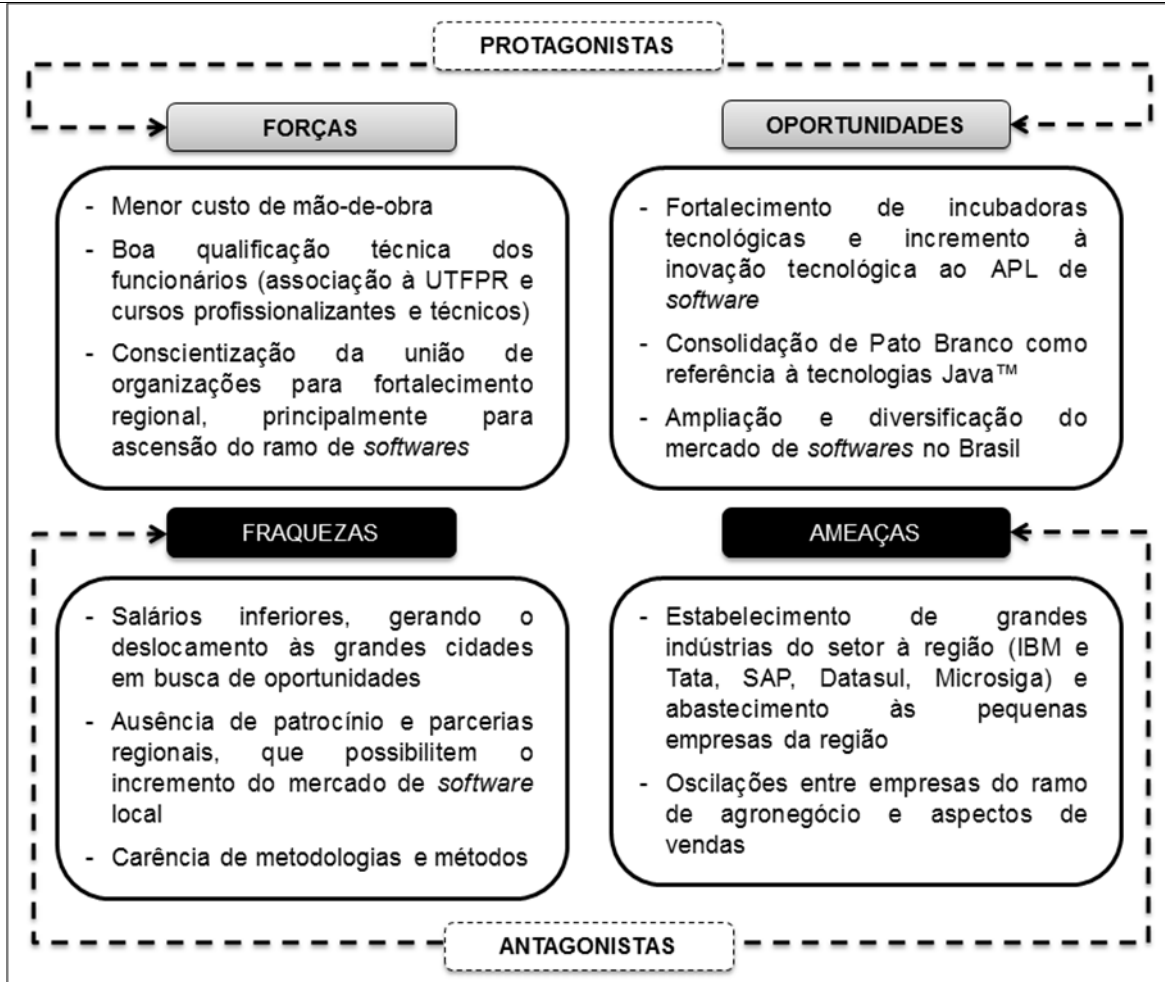 PROTAGONISTAS
FORÇAS
- Menor custo de mão-de-obra
- Boa qualificação técnica dos
funcionários (associação à UTFPR e
cursos profissionalizantes e técnicos)
- Conscientização da união de
organizações para fortalecimento
regional, principalmente para
ascensão do ramo de softwares
OPORTUNIDADES
- Fortalecimento de incubadoras
tecnológicas e incremento à
inovação tecnológica ao APL de
software
- Consolidação de Pato Branco como
referência à tecnologias Java™
- Ampliação e diversificação do
mercado de softwares no Brasil
FRAQUEZAS
- Salários inferiores, gerando o
deslocamento às grandes cidades
em busca de oportunidades
- Ausência de patrocínio e parcerias
regionais, que possibilitem o
incremento do mercado de software
local
- Carência de metodologias e métodos
AMEAÇAS
- Estabelecimento de grandes
indústrias do setor à região (IBM e
Tata, SAP, Datasul, Microsiga) e
abastecimento às pequenas
empresas da região
- Oscilações entre empresas do ramo
de agronegócio e aspectos de
vendas
ANTAGONISTAS